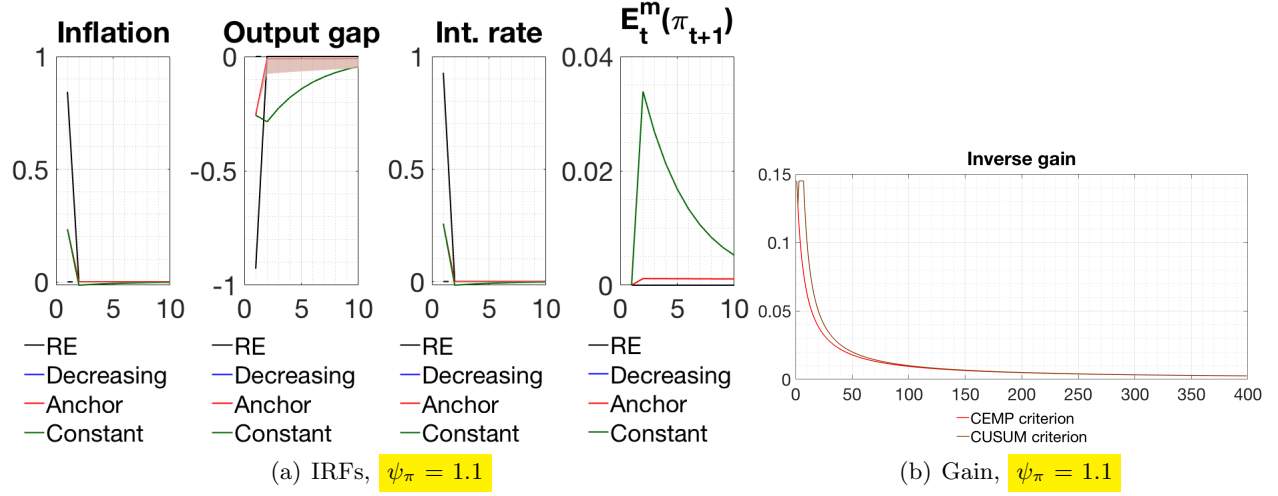 Inflation
1
0.5
0
0 5 10
RE
Decreasing
Anchor
Constant
Output gap
0
-0.5
-1
0 5 10
RE
Decreasing
Anchor
Constant
Int. rate
1
0.5
0
0 5 10
RE
Decreasing
Anchor
Constant
E_t^m(π_{t+1})
0.04
0.02
0
0 5 10
RE
Decreasing
Anchor
Constant
(a) IRFs, ψ_π = 1.1
Inverse gain
0.15
0.1
0.05
0
0 50 100 150 200 250 300 350 400
CEMP criterion
CUSUM criterion
(b) Gain, ψ_π = 1.1